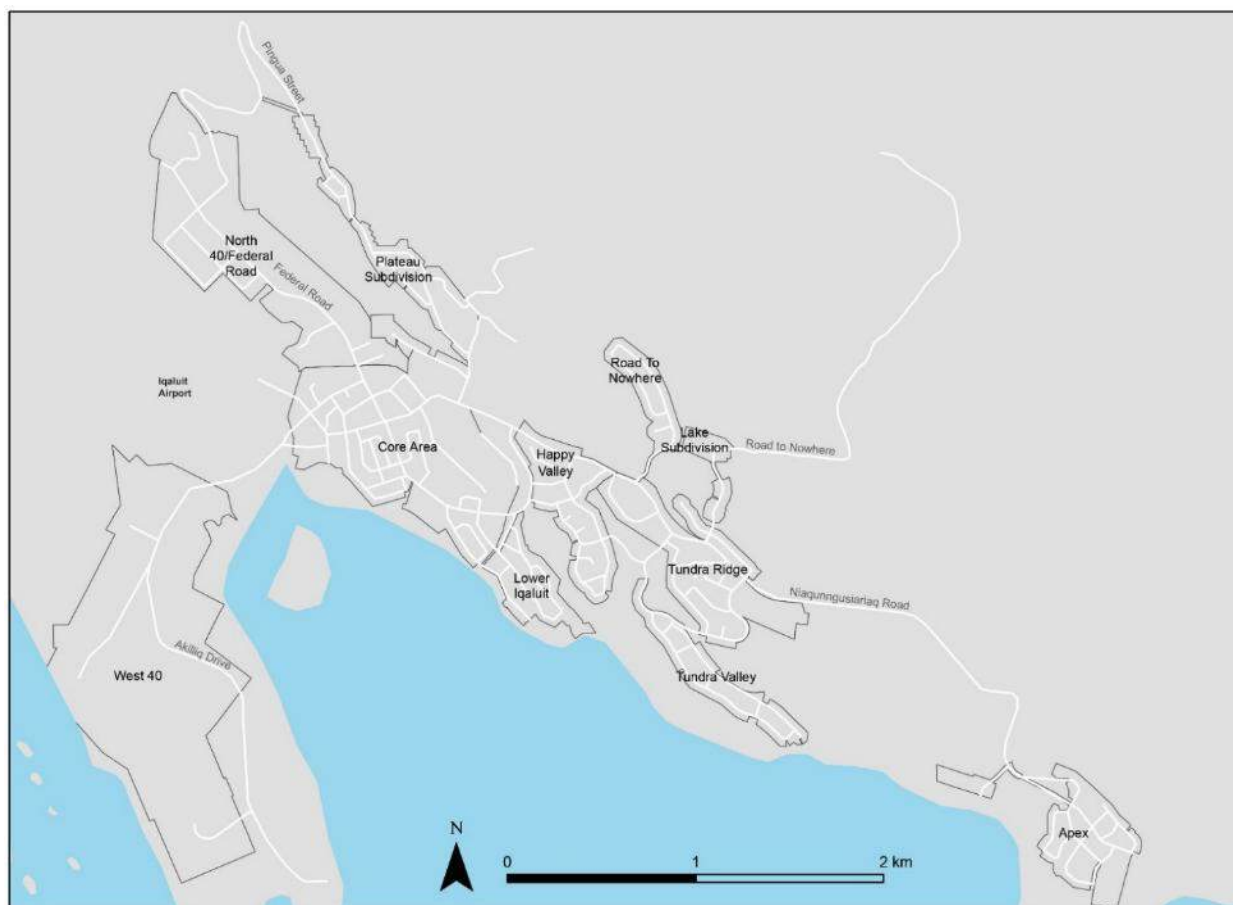 Pingua Street
North
40/Federal
Road
Federal Road
Plateau
Subdivision
Iqaluit
Airport
Road To
Nowhere
Core Area
Happy
Valley
Lake
Subdivision
Road to Nowhere
Lower
Iqaluit
Tundra Ridge
Niaqunngusiariaq Road
West 40
Akilliq Drive
Tundra Valley
Apex
N
0 1 2 km